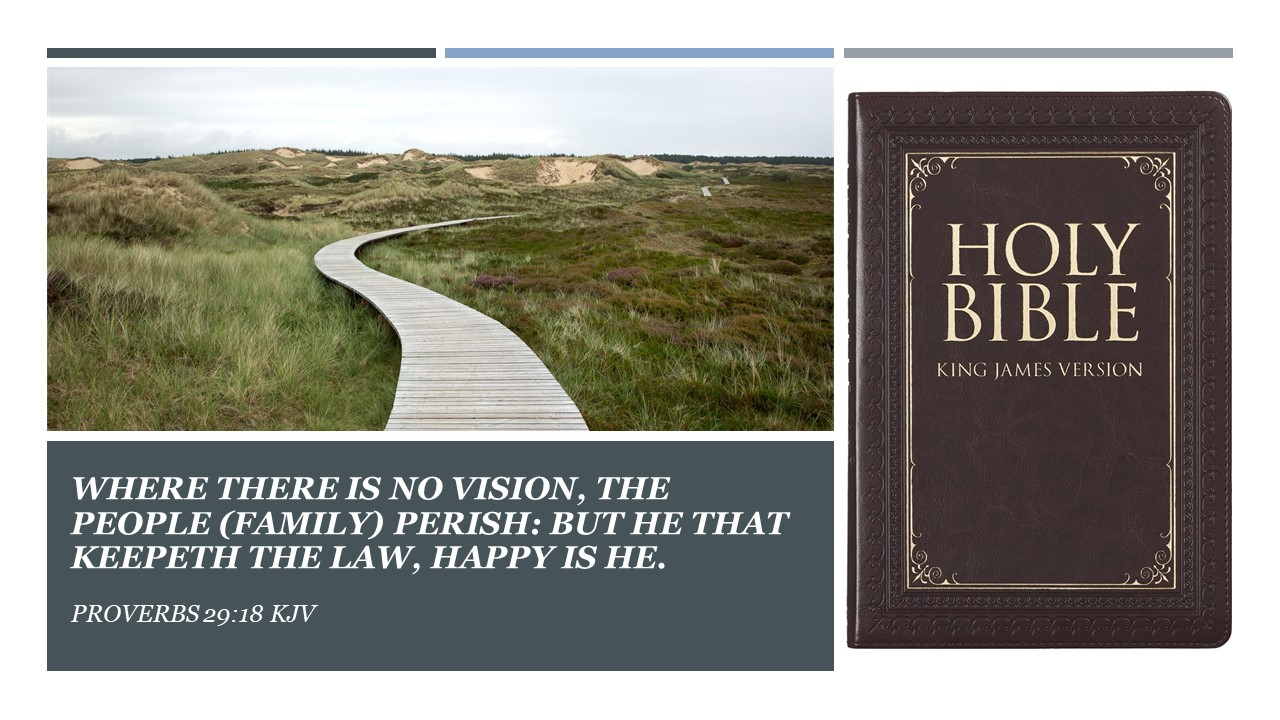 WHERE THERE IS NO VISION, THE
PEOPLE (FAMILY) PERISH: BUT HE THAT
KEEPETH THE LAW, HAPPY IS HE.
PROVERBS 29:18 KJV
HOLY
BIBLE
KING JAMES VERSION